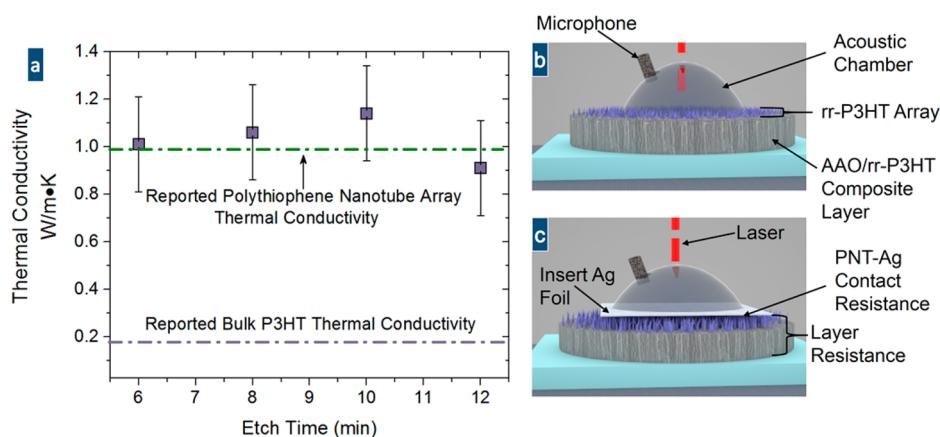 a
Thermal Conductivity
W/m•K
1.4
1.2
1.0
0.8
0.6
0.4
0.2
Reported Polythiophene Nanotube Array
Thermal Conductivity
Reported Bulk P3HT Thermal Conductivity
6
7
8
9
10
11
12
Etch Time (min)
b
Microphone
Acoustic
Chamber
rr-P3HT Array
AAO/rr-P3HT
Composite
Layer
c
Laser
Insert Ag
Foil
PNT-Ag
Contact
Resistance
Layer
Resistance